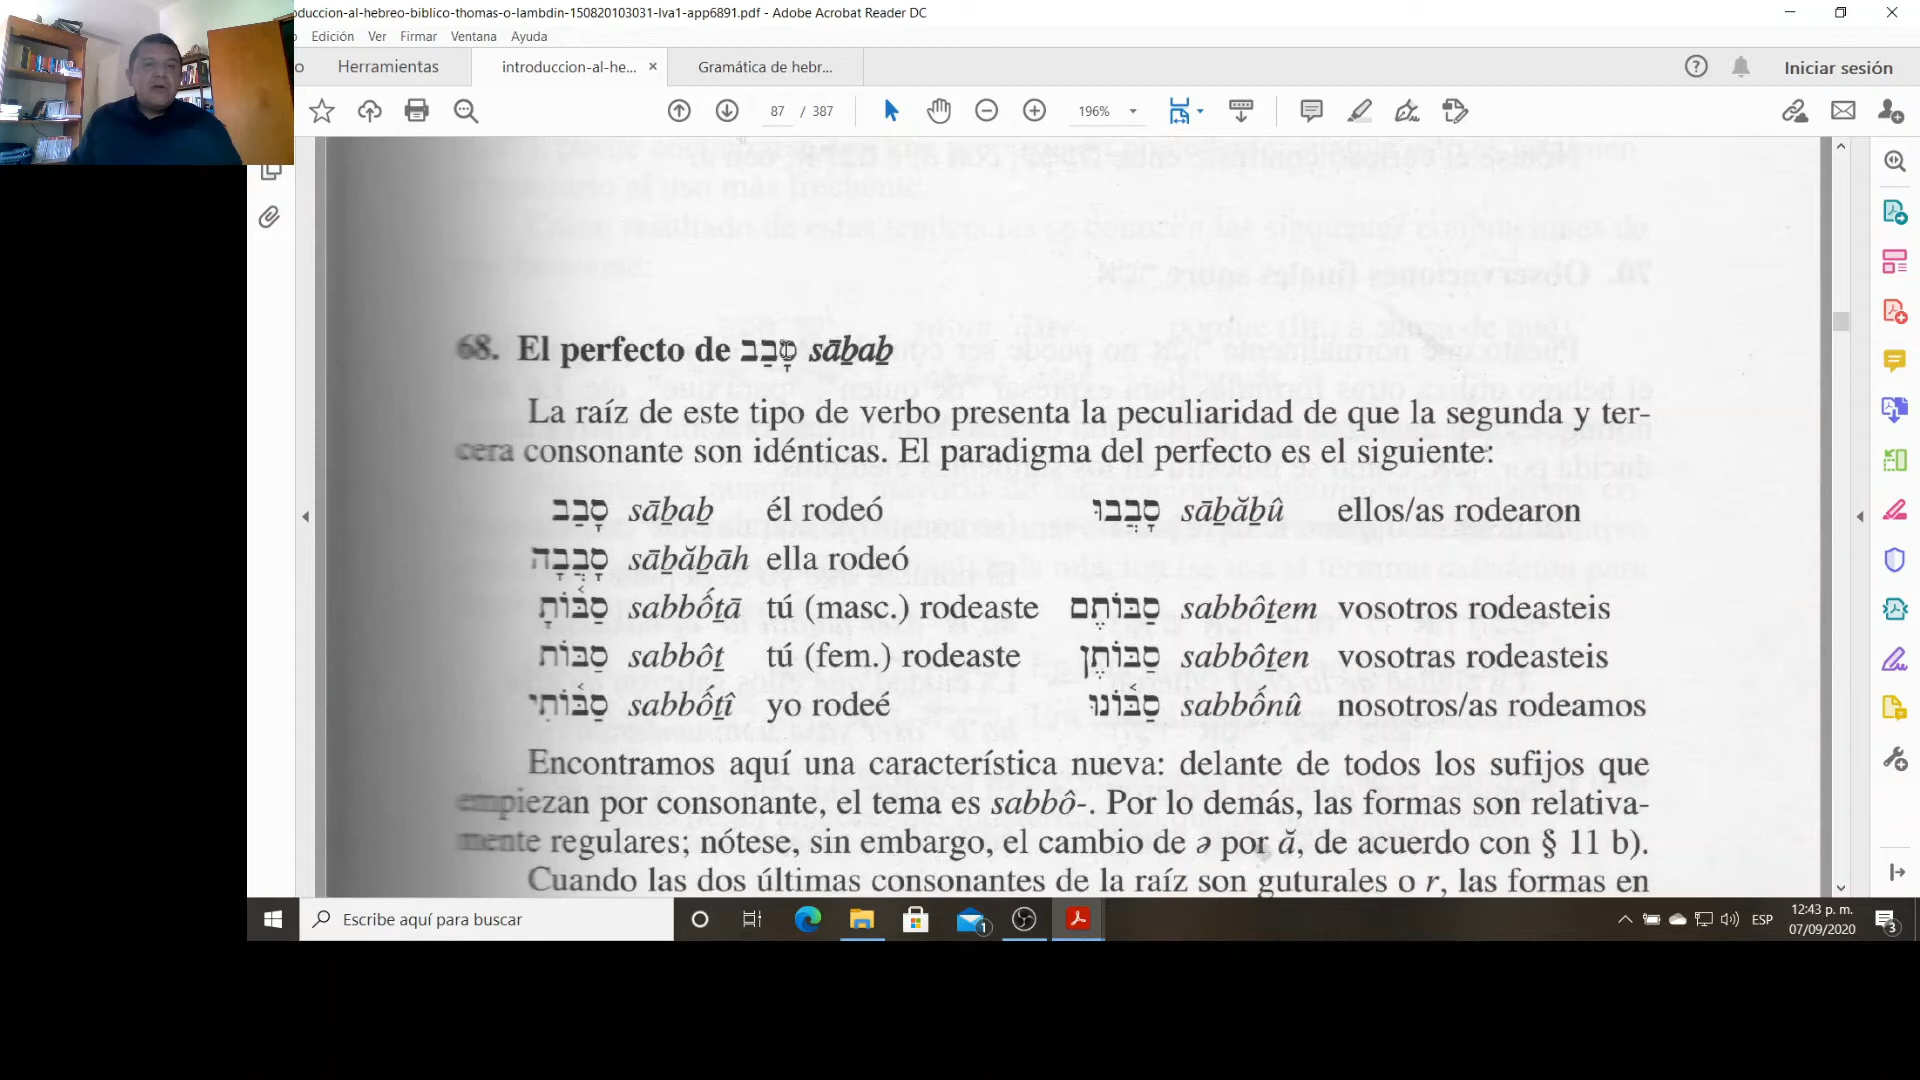 oduccion-al-hebreo-biblico-thomas-o-lambdin-150820103031-lva1-app6891.pdf - Adobe Acrobat Reader DC
Edición Ver Firmar Ventana Ayuda
Herramientas introduccion-al-he... × Gramática de hebr... Iniciar sesión
87 / 387 196%
68. El perfecto de סָבַב sāḇaḇ
La raíz de este tipo de verbo presenta la peculiaridad de que la segunda y ter-
cera consonante son idénticas. El paradigma del perfecto es el siguiente:
סָבַב sāḇaḇ él rodeó סָבֲבוּ sāḇăḇû ellos/as rodearon
סָבֲבָה sāḇăḇāh ella rodeó
סַבּ֫וֹתָ sabbố̱ṯā tú (masc.) rodeaste סַבּוֹתֶם sabbôṯem vosotros rodeasteis
סַבּוֹת sabbôṯ tú (fem.) rodeaste סַבּוֹתֶן sabbôṯen vosotras rodeasteis
סַבּ֫וֹתִי sabbốṯî yo rodeé סַבּ֫וֹנוּ sabbốnû nosotros/as rodeamos
Encontramos aquí una característica nueva: delante de todos los sufijos que
empiezan por consonante, el tema es sabbô-. Por lo demás, las formas son relativa-
mente regulares; nótese, sin embargo, el cambio de ə por ă, de acuerdo con § 11 b).
Cuando las dos últimas consonantes de la raíz son guturales o r, las formas en
Escribe aquí para buscar
1
ESP
12:43 p. m.
07/09/2020
3